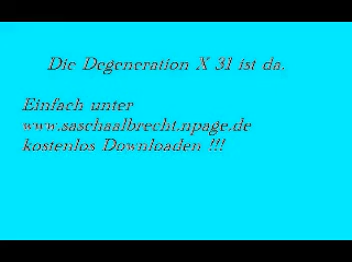 Die Degeneration X 31 ist da.
Einfach unter
www.saschaalbrecht.npage.de
kostenlos Downloaden !!!